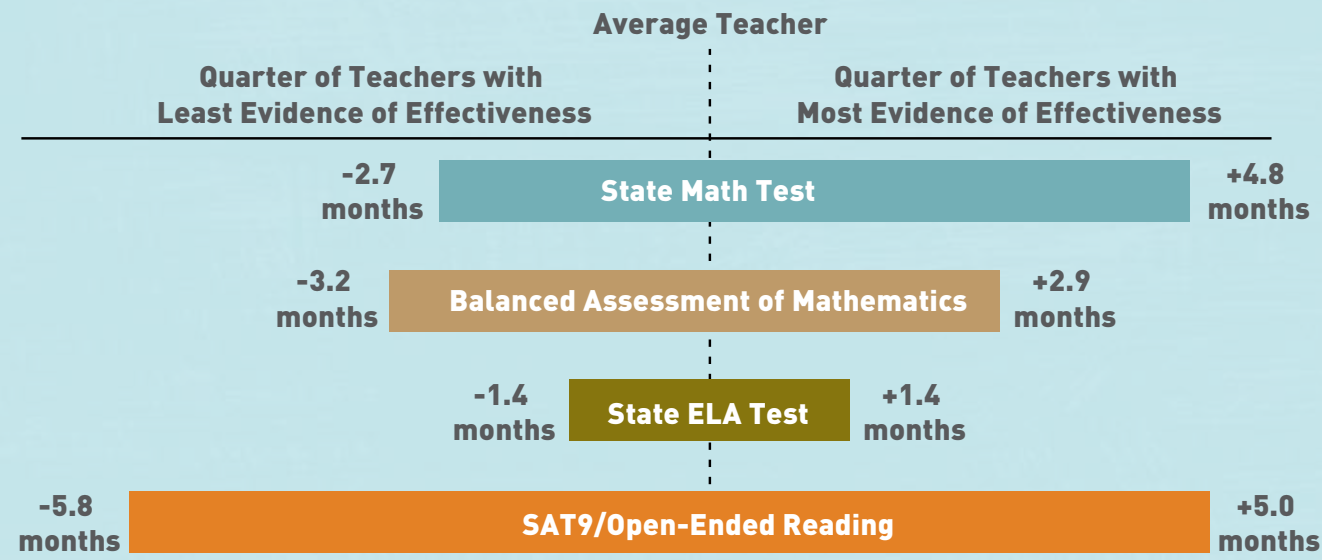 Average Teacher
Quarter of Teachers with
Least Evidence of Effectiveness
Quarter of Teachers with
Most Evidence of Effectiveness
-2.7
months
State Math Test
+4.8
months
-3.2
months
Balanced Assessment of Mathematics
+2.9
months
-1.4
months
State ELA Test
+1.4
months
-5.8
months
SAT9/Open-Ended Reading
+5.0
months